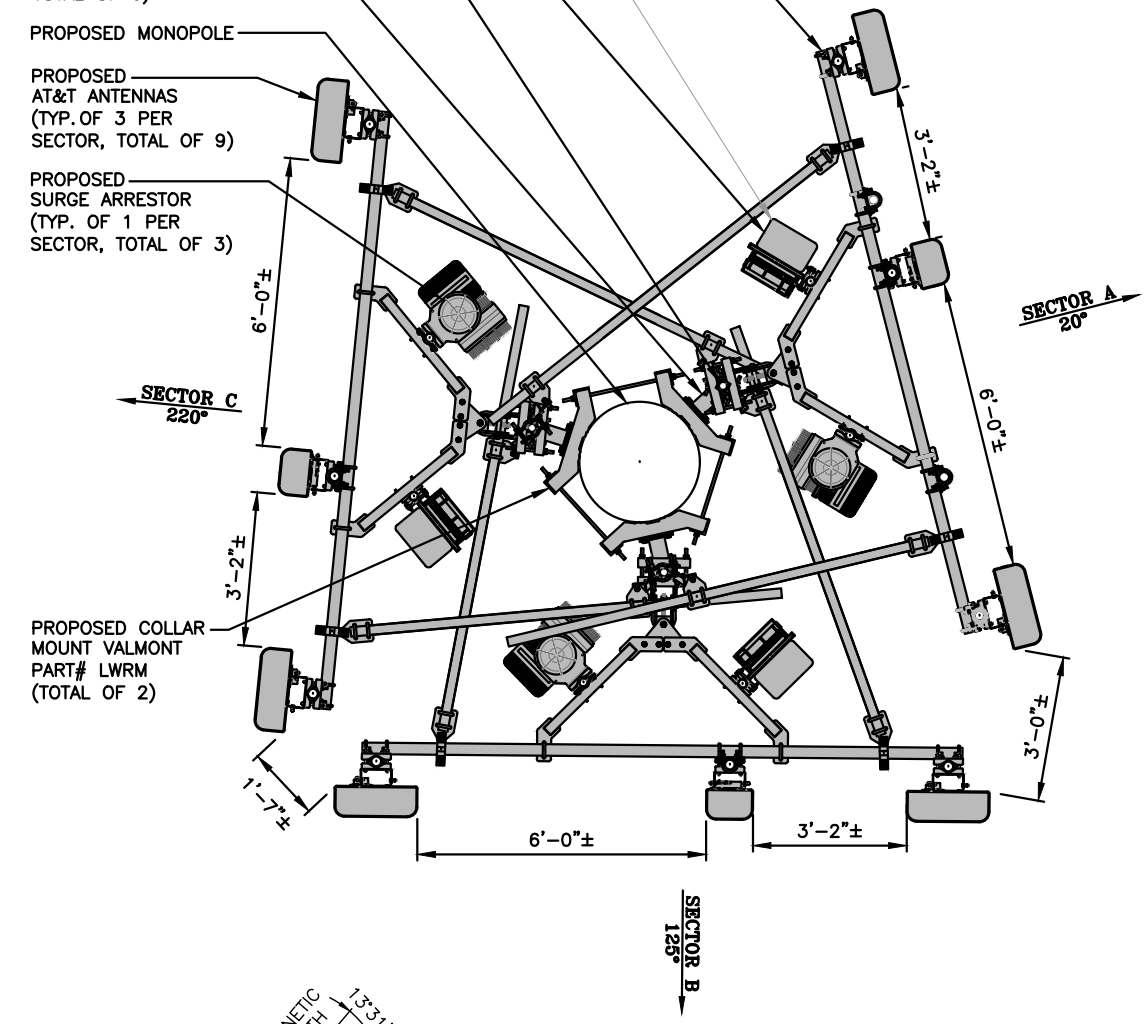 PROPOSED MONOPOLE
PROPOSED
AT&T ANTENNAS
(TYP. OF 3 PER
SECTOR, TOTAL OF 9)
PROPOSED
SURGE ARRESTOR
(TYP. OF 1 PER
SECTOR, TOTAL OF 3)
3'-2"±
6'-0"±
SECTOR A
20°
SECTOR C
220°
6'-0"±
3'-2"±
PROPOSED COLLAR
MOUNT VALMONT
PART# LWRM
(TOTAL OF 2)
3'-0"±
1'-7"±
6'-0"±
3'-2"±
SECTOR B
125°